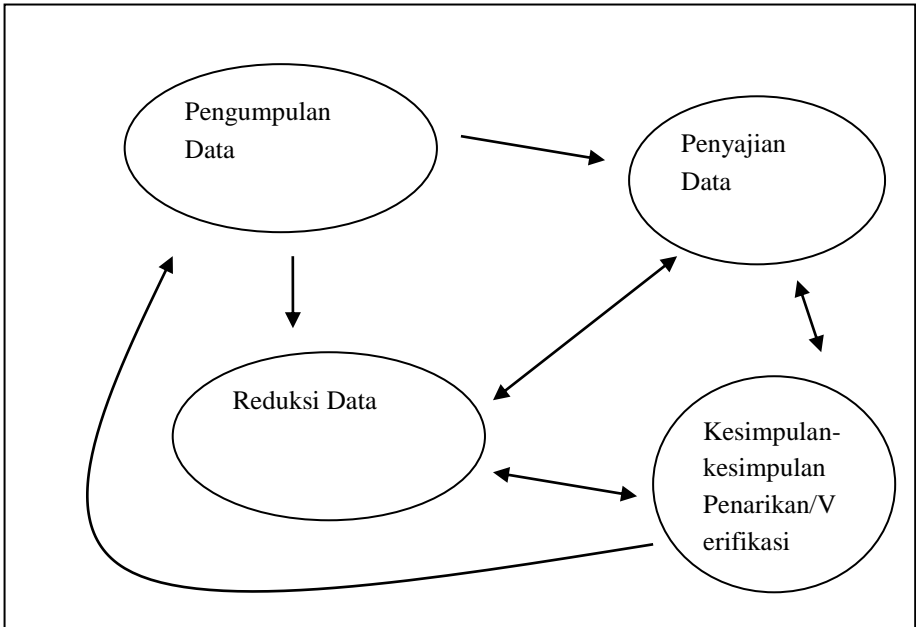 Pengumpulan
Data
Penyajian
Data
Reduksi Data
Kesimpulan-
kesimpulan
Penarikan/V
erifikasi